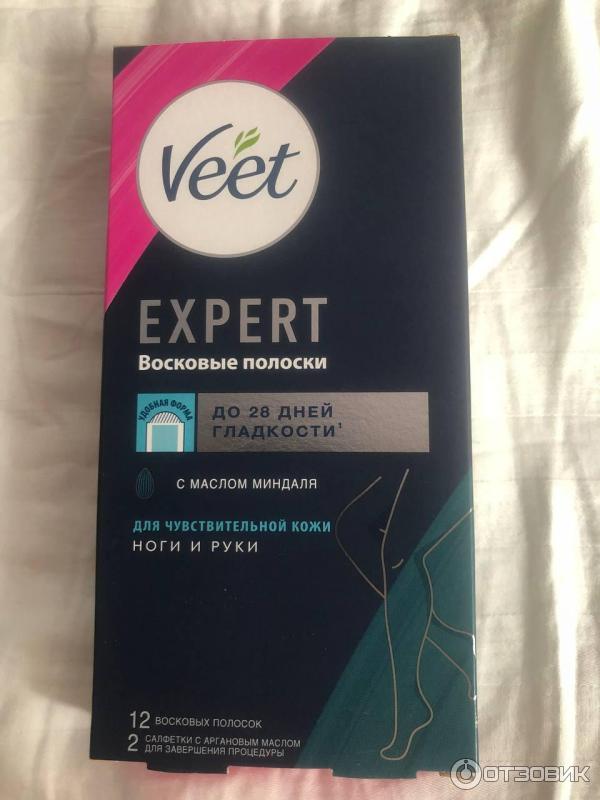 Veet
EXPERT
Восковые полоски
УДОБНАЯ ФОРМА
ДО 28 ДНЕЙ
ГЛАДКОСТИ¹
С МАСЛОМ МИНДАЛЯ
ДЛЯ ЧУВСТВИТЕЛЬНОЙ КОЖИ
НОГИ И РУКИ
12 ВОСКОВЫХ ПОЛОСОК
2 САЛФЕТКИ С АРГАНОВЫМ МАСЛОМ
ДЛЯ ЗАВЕРШЕНИЯ ПРОЦЕДУРЫ
ОТЗОВИК